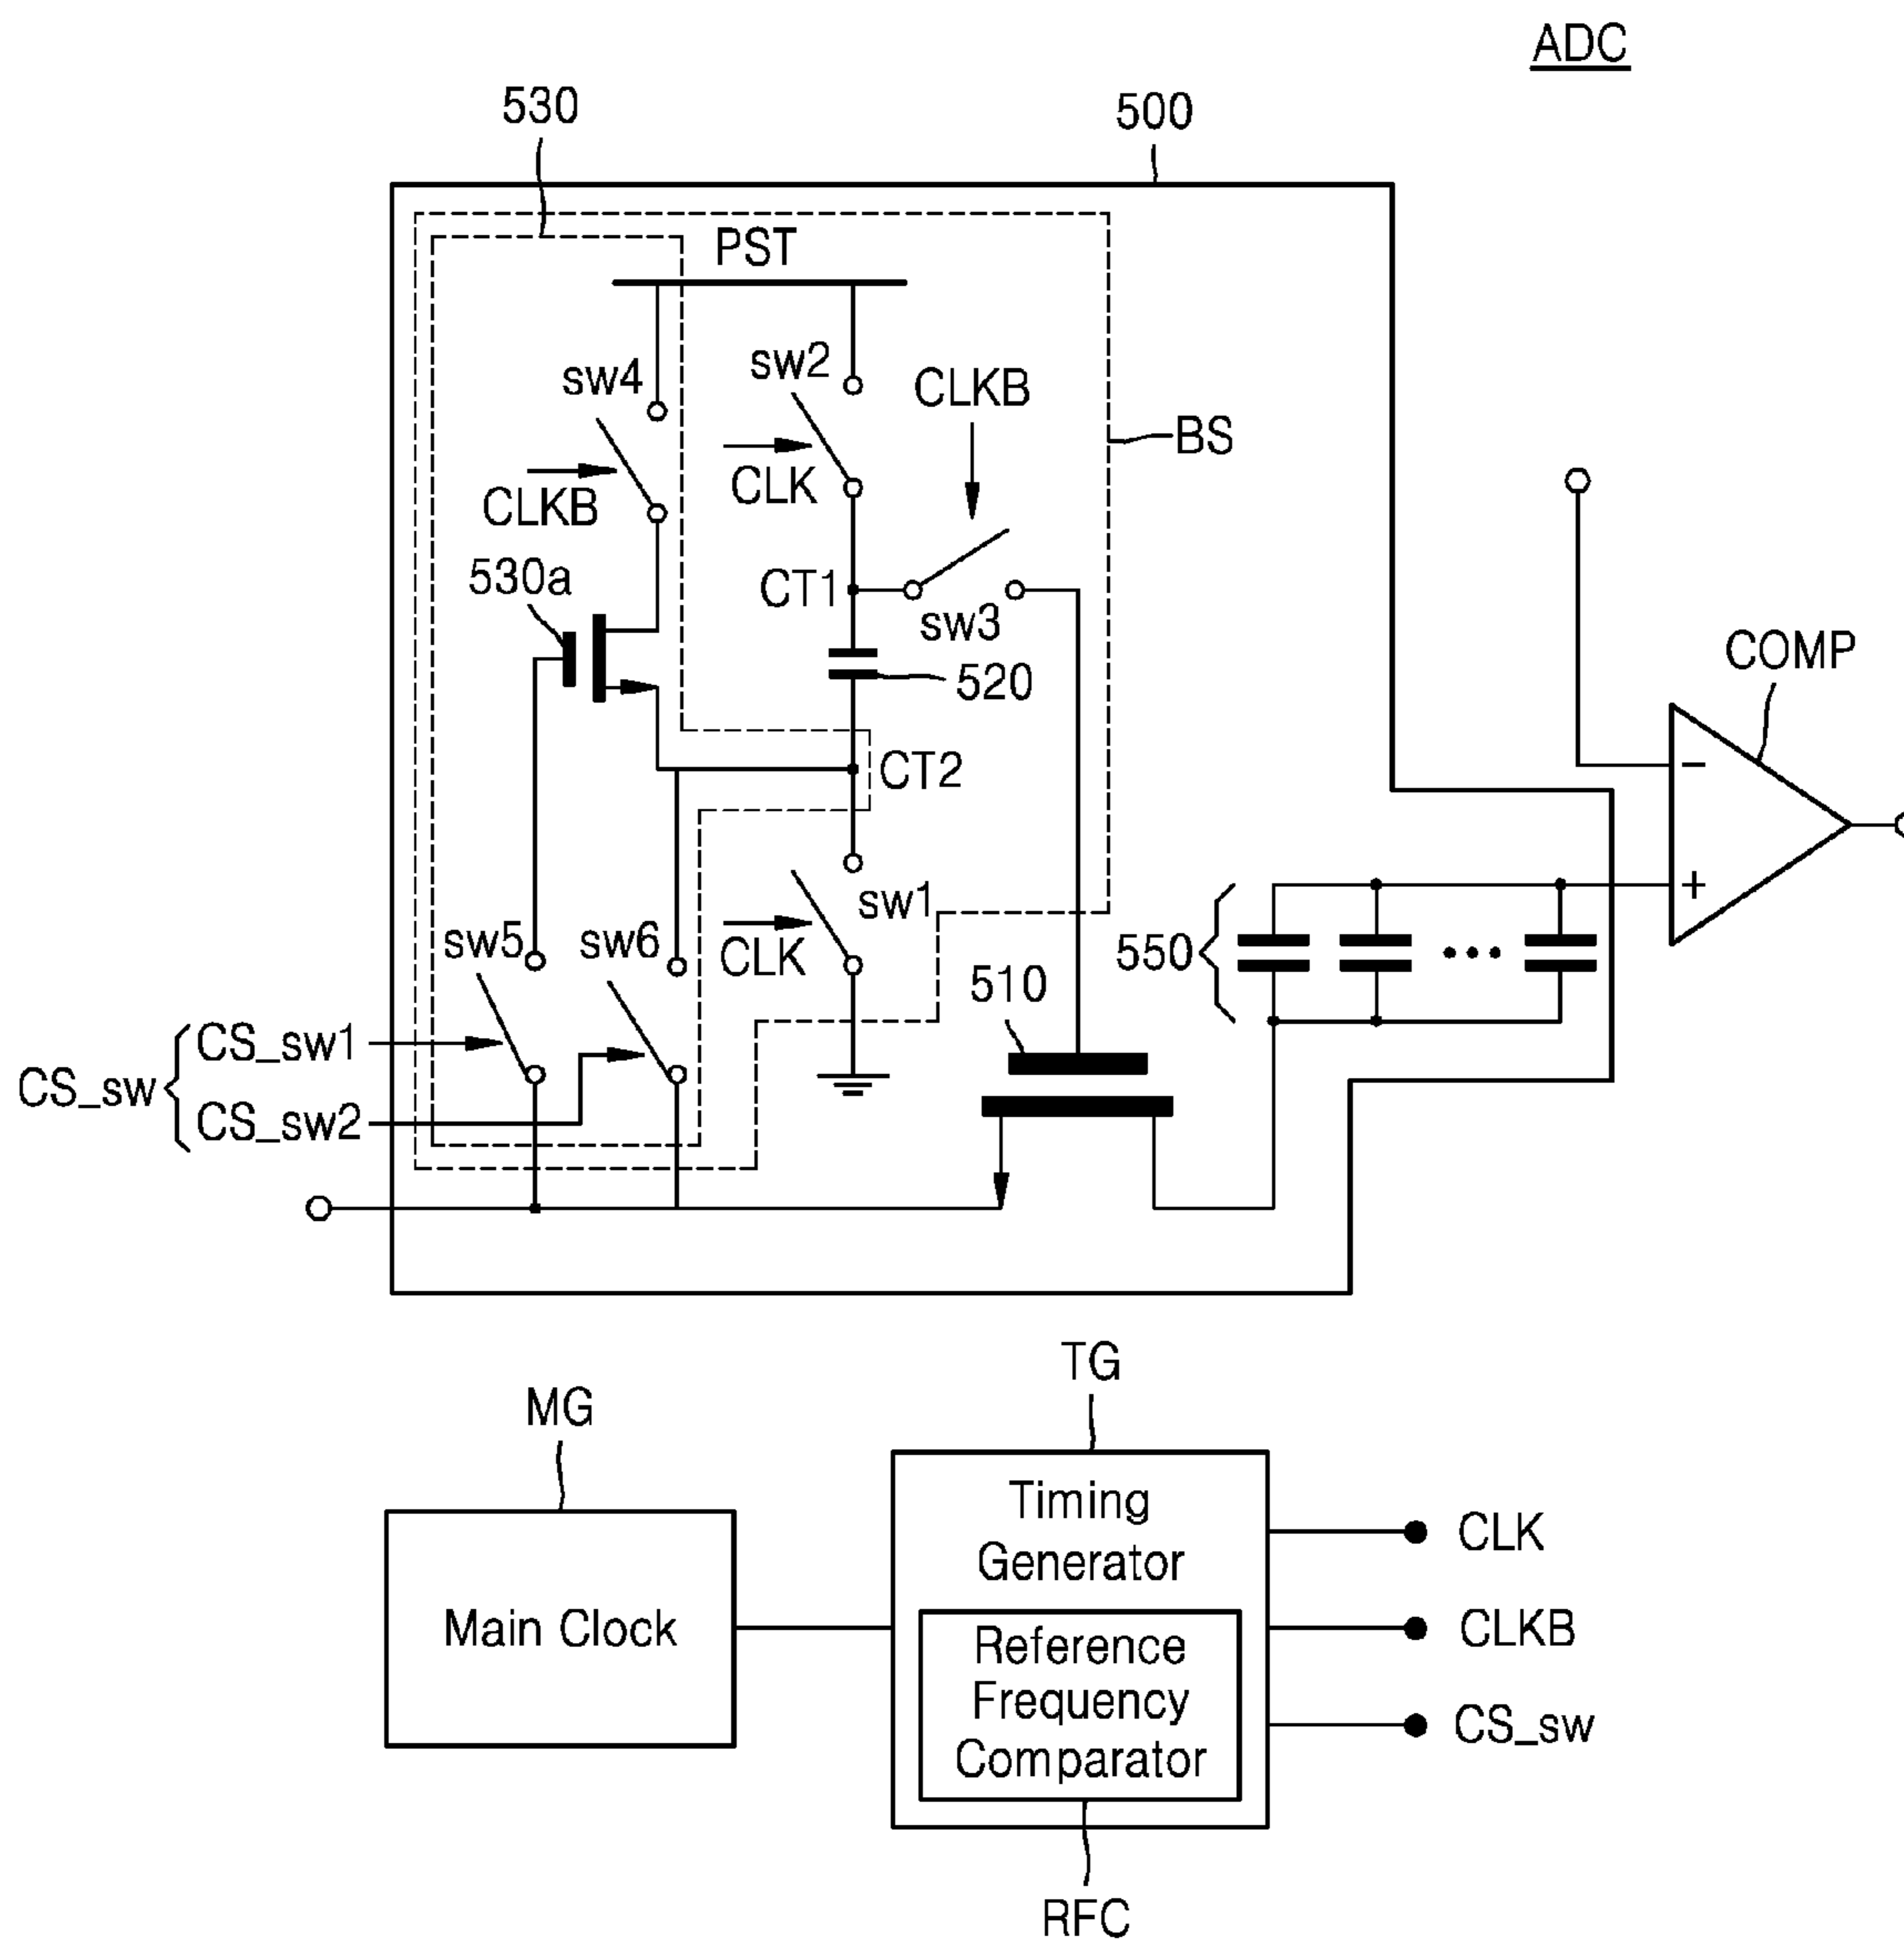 ADC
530
500
PST
sw4
sw2
CLKB
BS
CLKB
CLK
530a
CT1
sw3
520
COMP
CT2
−
+
sw5
sw6
CLK
sw1
550
510
CS_sw
CS_sw1
CS_sw2
MG
TG
Main Clock
Timing
Generator
Reference
Frequency
Comparator
CLK
CLKB
CS_sw
RFC